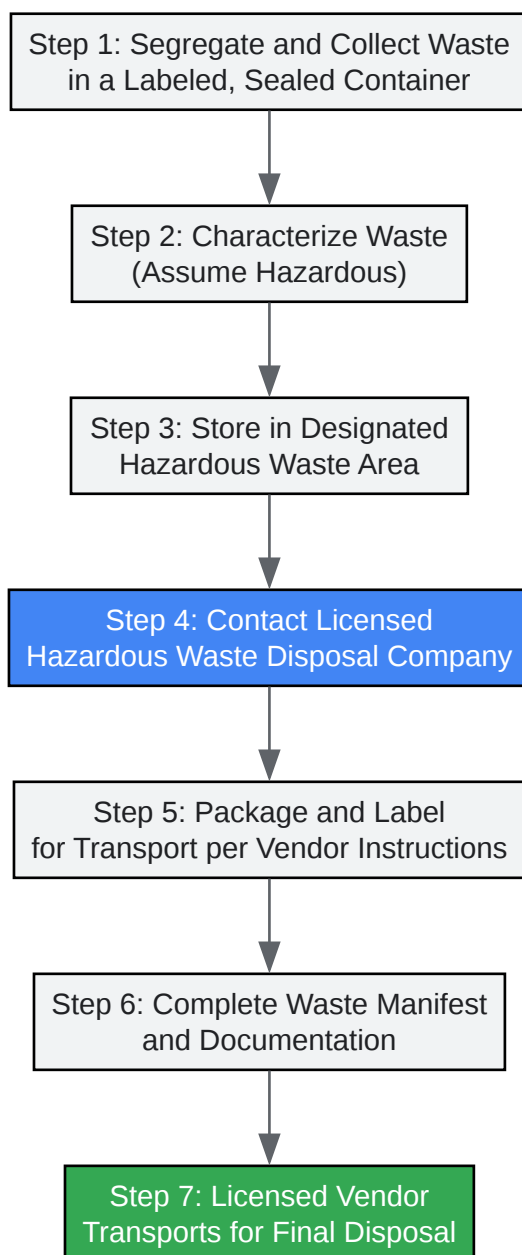 Step 1: Segregate and Collect Waste
in a Labeled, Sealed Container
Step 2: Characterize Waste
(Assume Hazardous)
Step 3: Store in Designated
Hazardous Waste Area
Step 4: Contact Licensed
Hazardous Waste Disposal Company
Step 5: Package and Label
for Transport per Vendor Instructions
Step 6: Complete Waste Manifest
and Documentation
Step 7: Licensed Vendor
Transports for Final Disposal